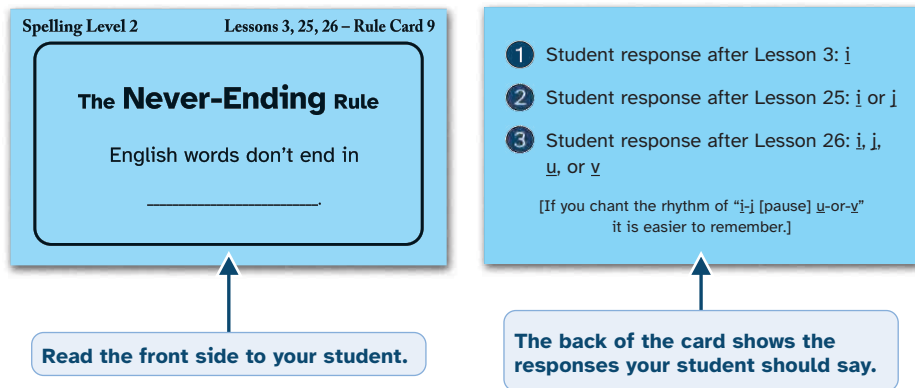 Spelling Level 2 Lessons 3, 25, 26 – Rule Card 9
The Never-Ending Rule
English words don't end in
_________________________.
1 Student response after Lesson 3: i
2 Student response after Lesson 25: i or j
3 Student response after Lesson 26: i, j,
u, or v
[If you chant the rhythm of “i-j [pause] u-or-v”
it is easier to remember.]
Read the front side to your student.
The back of the card shows the
responses your student should say.